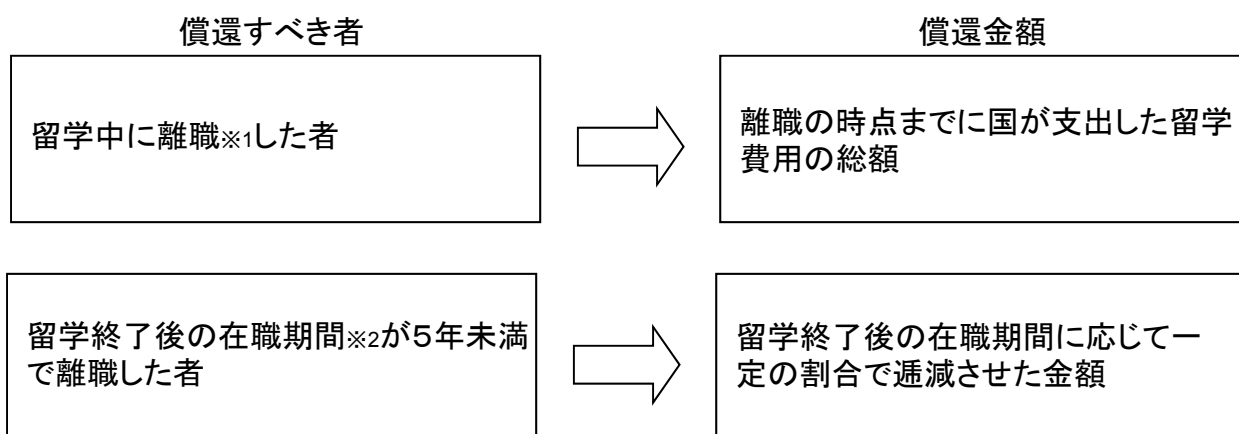 償還すべき者
償還金額
留学中に離職※1した者
離職の時点までに国が支出した留学
費用の総額
留学終了後の在職期間※2が５年未満
で離職した者
留学終了後の在職期間に応じて一
定の割合で逓減させた金額